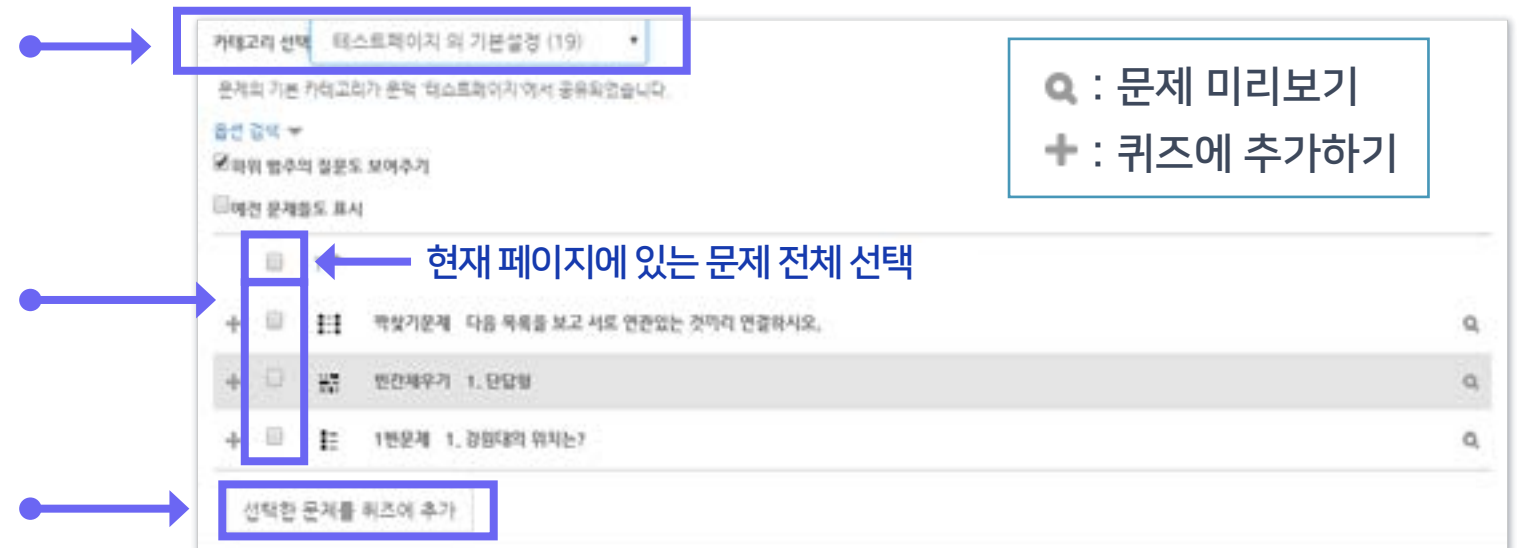 카테고리 선택 테스트페이지 의 기본설정 (19)
문제의 기본 카테고리가 문맥 '테스트페이지'에서 공유되었습니다.
옵션 검색
하위 범주의 질문도 보여주기
예전 문제들도 표시
: 문제 미리보기
: 퀴즈에 추가하기
현재 페이지에 있는 문제 전체 선택
짝찾기문제 다음 목록을 보고 서로 연관있는 것끼리 연결하시오.
빈칸채우기 1. 단답형
1번문제 1. 강원대의 위치는?
선택한 문제를 퀴즈에 추가